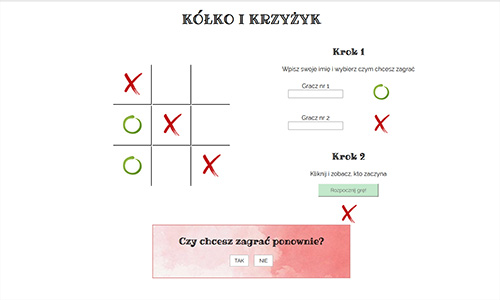 KÓŁKO I KRZYŻYK
Krok 1
Wpisz swoje imię i wybierz czym chcesz zagrać
Gracz nr 1
Gracz nr 2
Krok 2
Kliknij i zobacz, kto zaczyna
Rozpocznij grę!
Czy chcesz zagrać ponownie?
TAK NIE